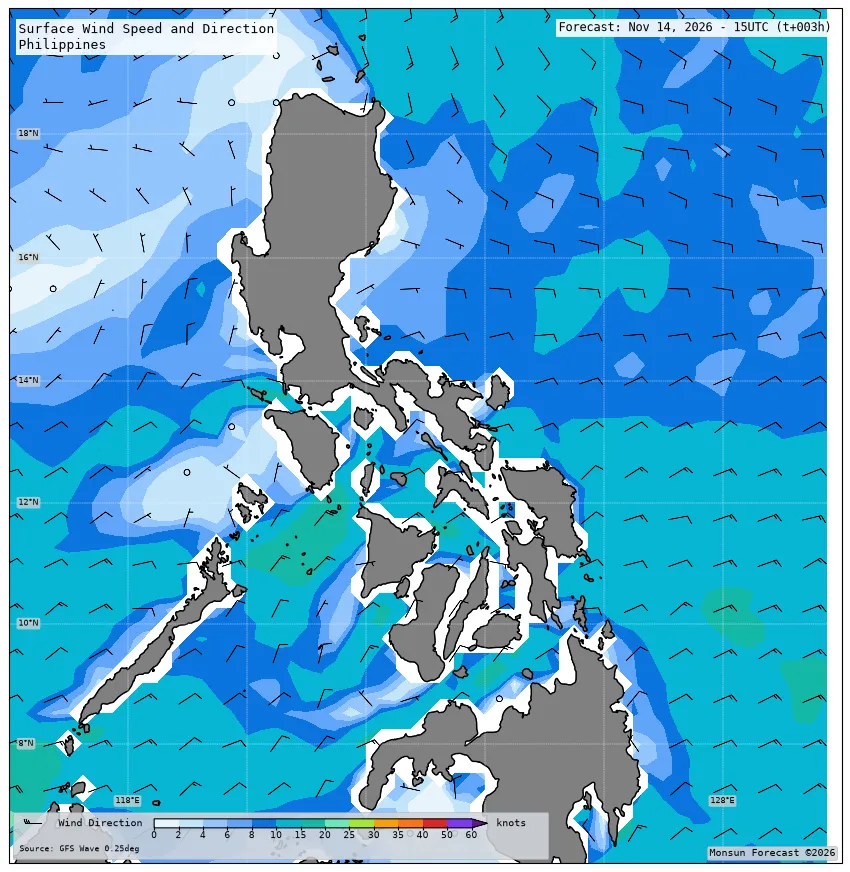 Surface Wind Speed and Direction
Philippines
Forecast: Nov 14, 2026 - 15UTC (t+003h)
18°N
16°N
14°N
12°N
10°N
8°N
118°E
128°E
Wind Direction
knots
0 2 4 6 8 10 15 20 25 30 35 40 50 60
Source: GFS Wave 0.25deg
Monsun Forecast ©2026